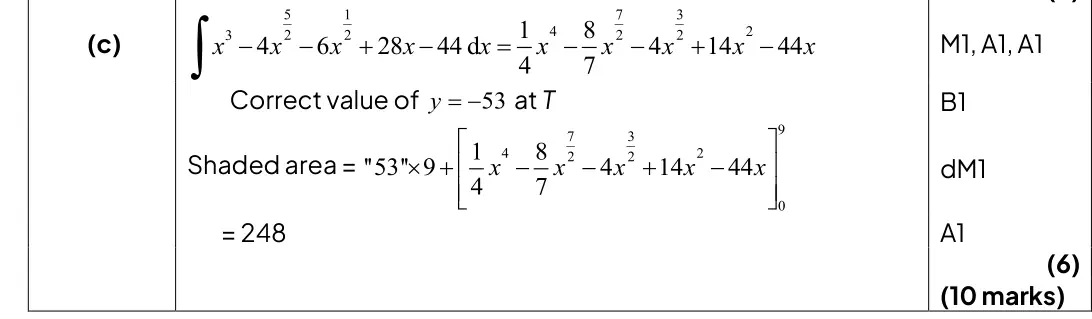 (c) ∫ x³ − 4x^(5/2) − 6x^(1/2) + 28x − 44 dx = 1/4 x⁴ − 8/7 x^(7/2) − 4x^(3/2) + 14x² − 44x M1, A1, A1
Correct value of y = −53 at T B1
Shaded area = "53"×9 + [1/4 x⁴ − 8/7 x^(7/2) − 4x^(3/2) + 14x² − 44x]₀⁹ dM1
= 248 A1
(6)
(10 marks)